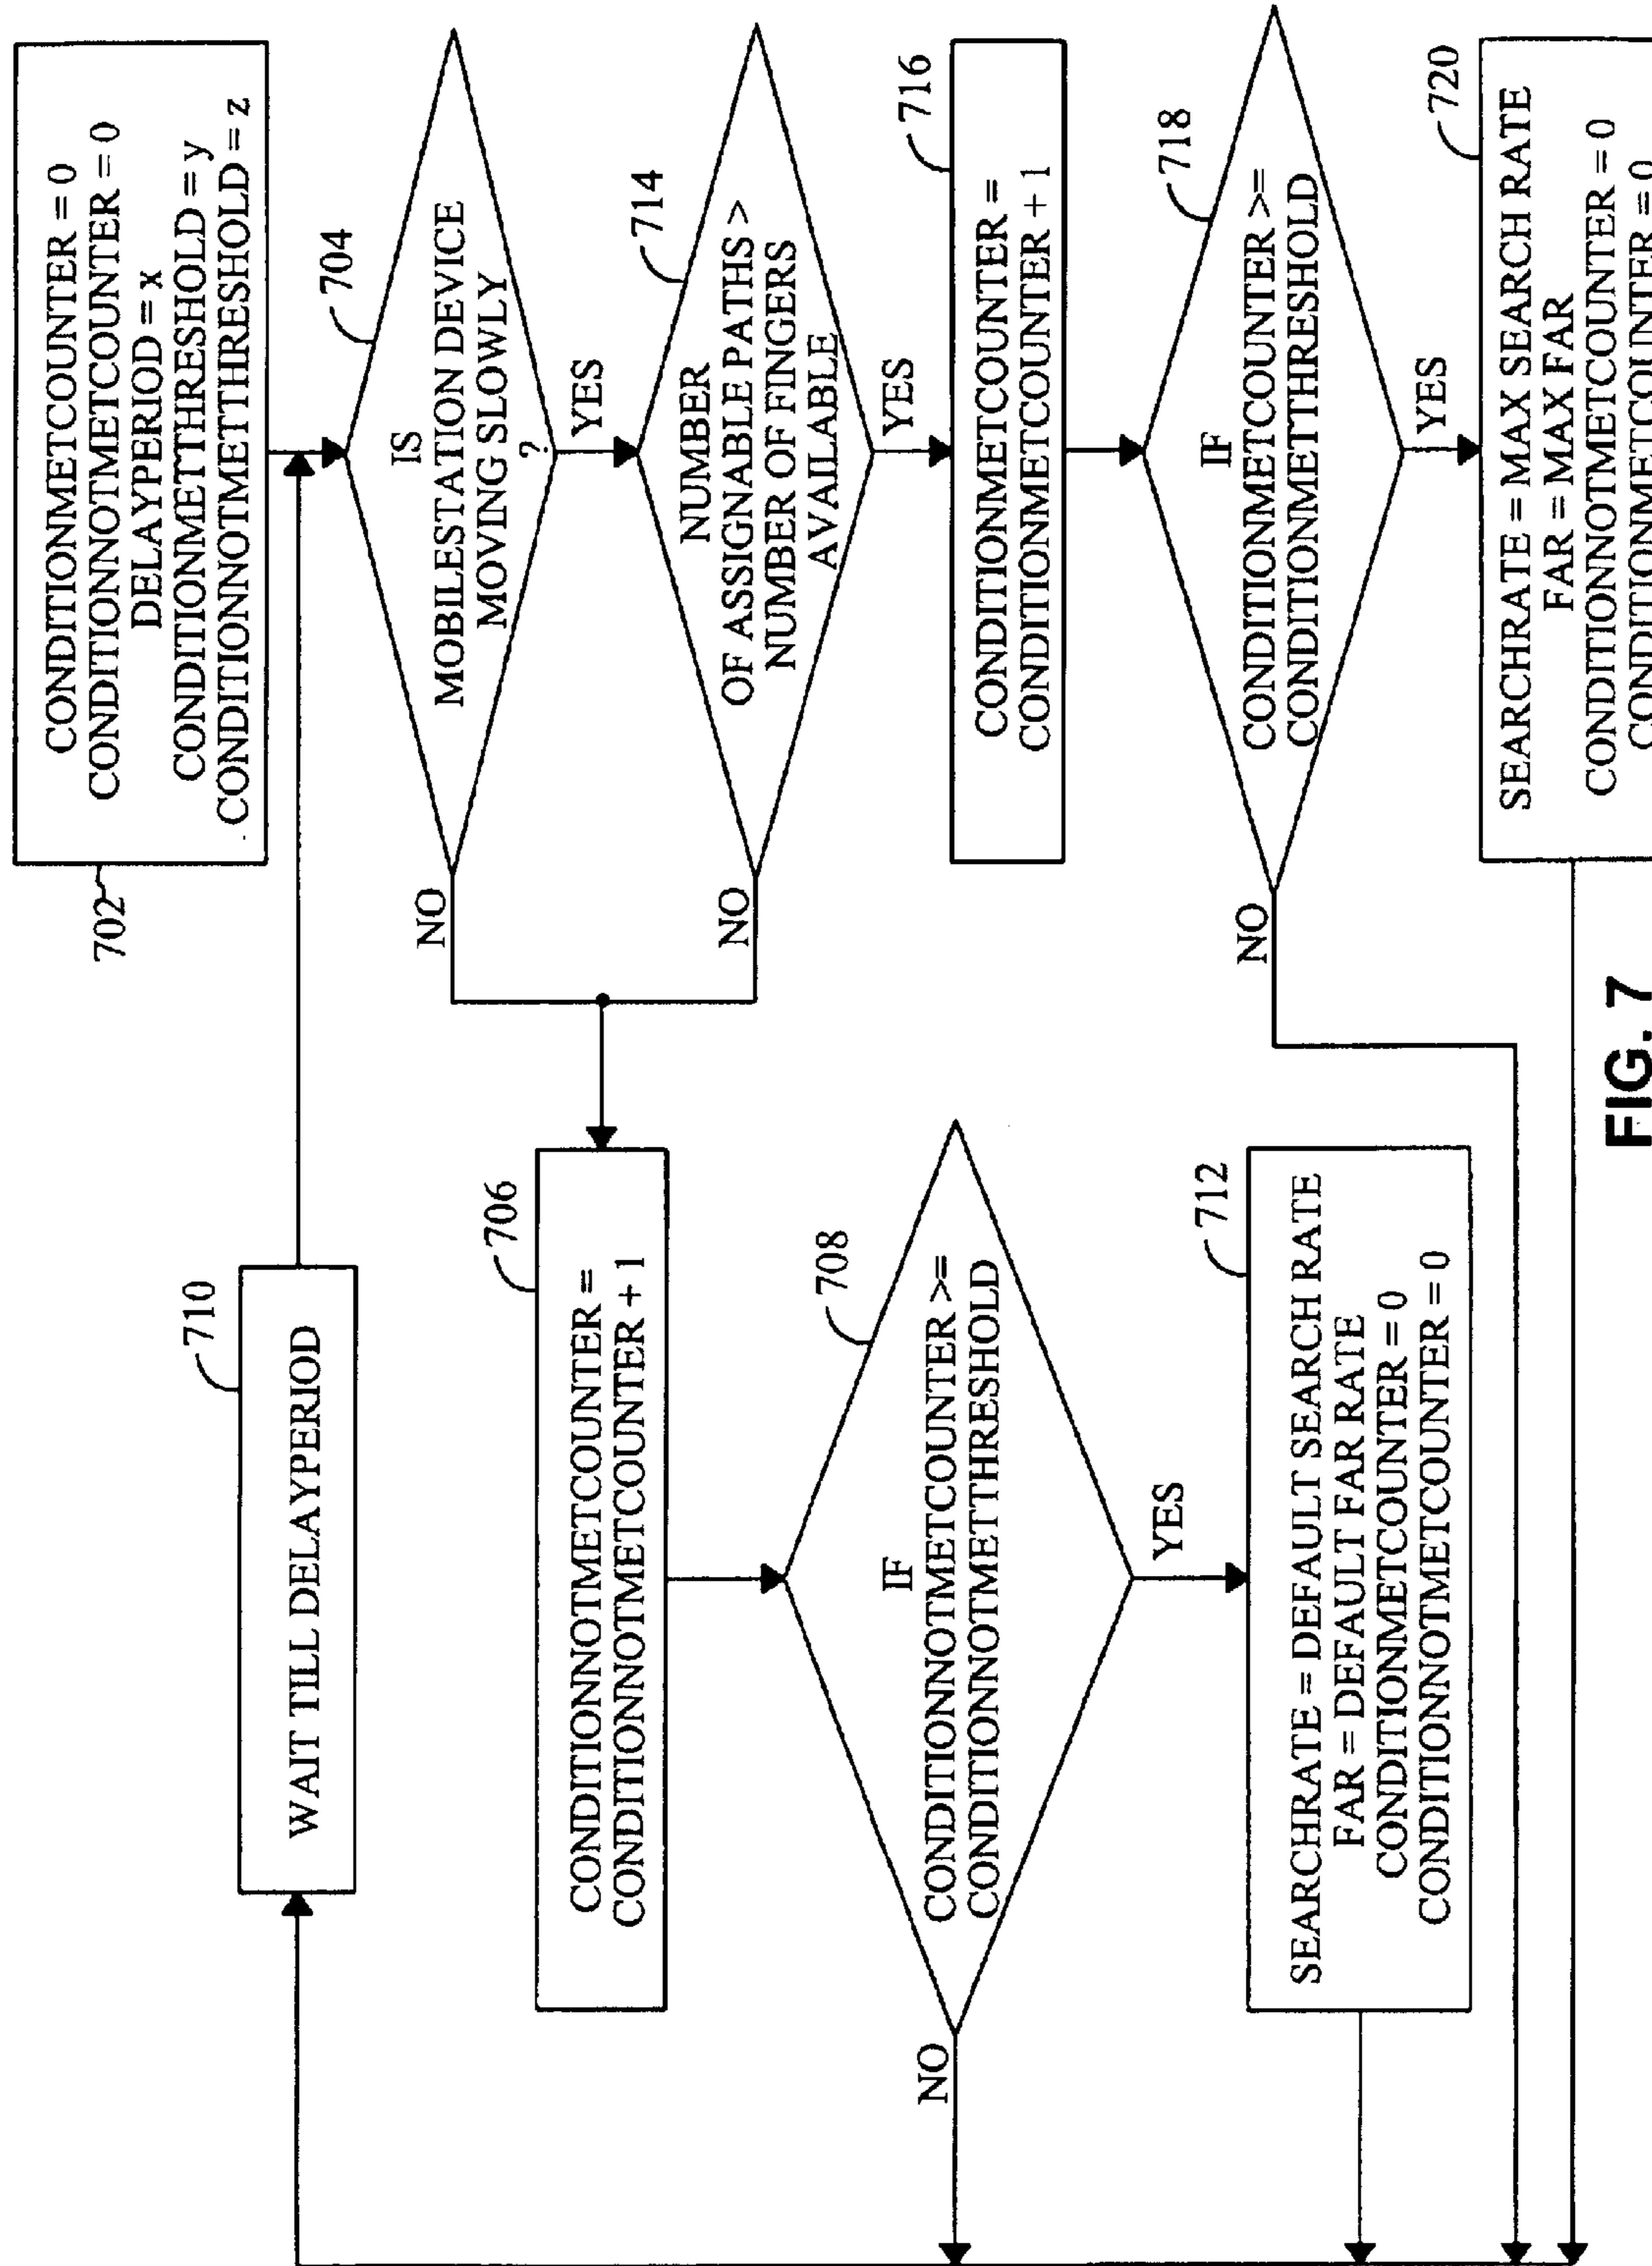 702
CONDITIONMETCOUNTER = 0
CONDITIONNOTMETCOUNTER = 0
DELAYPERIOD = x
CONDITIONMETTHRESHOLD = y
CONDITIONNOTMETTHRESHOLD = z
710
WAIT TILL DELAYPERIOD
704
IS
MOBILESTATION DEVICE
MOVING SLOWLY
?
NO
YES
714
NUMBER
OF ASSIGNABLE PATHS >
NUMBER OF FINGERS
AVAILABLE
NO
YES
706
CONDITIONNOTMETCOUNTER =
CONDITIONNOTMETCOUNTER + 1
716
CONDITIONMETCOUNTER =
CONDITIONMETCOUNTER + 1
708
IF
CONDITIONNOTMETCOUNTER >=
CONDITIONNOTMETTHRESHOLD
NO
YES
718
IF
CONDITIONMETCOUNTER >=
CONDITIONMETTHRESHOLD
NO
YES
712
SEARCHRATE = DEFAULT SEARCH RATE
FAR = DEFAULT FAR RATE
CONDITIONMETCOUNTER = 0
CONDITIONNOTMETCOUNTER = 0
720
SEARCHRATE = MAX SEARCH RATE
FAR = MAX FAR
CONDITIONNOTMETCOUNTER = 0
CONDITIONMETCOUNTER = 0
FIG. 7